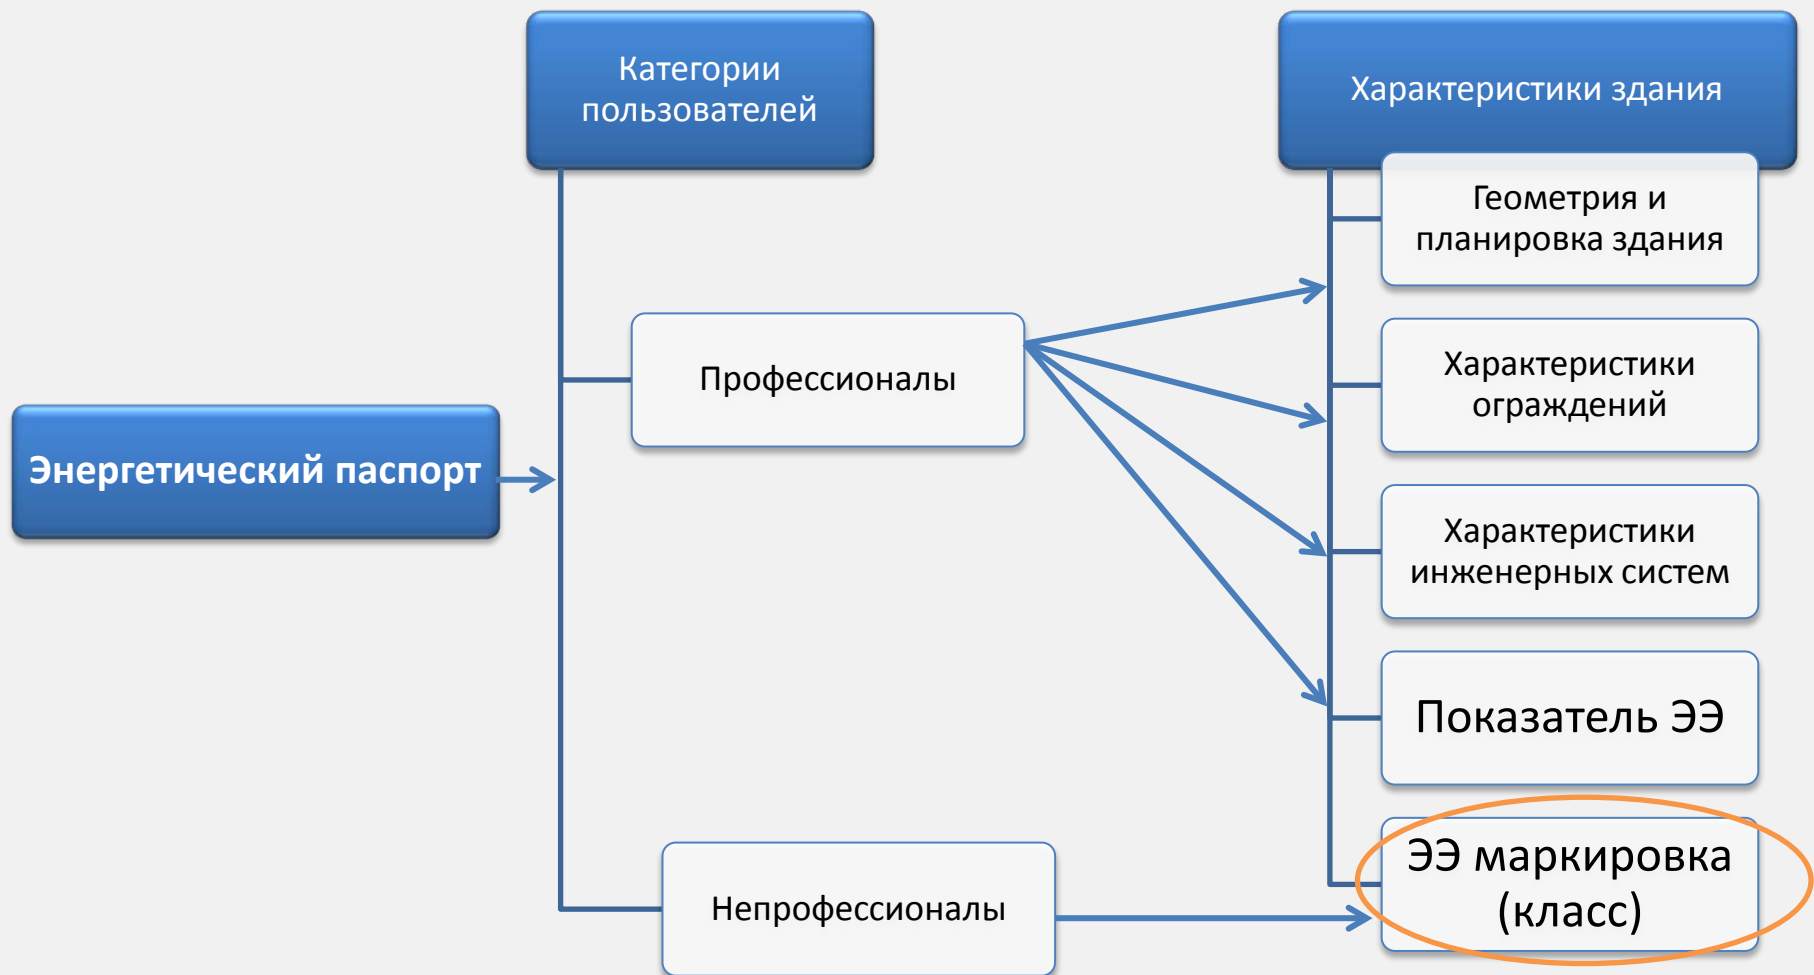 Категории
пользователей
Характеристики здания
Геометрия и
планировка здания
Характеристики
ограждений
Профессионалы
Энергетический паспорт
Характеристики
инженерных систем
Показатель ЭЭ
ЭЭ маркировка
(класс)
Непрофессионалы